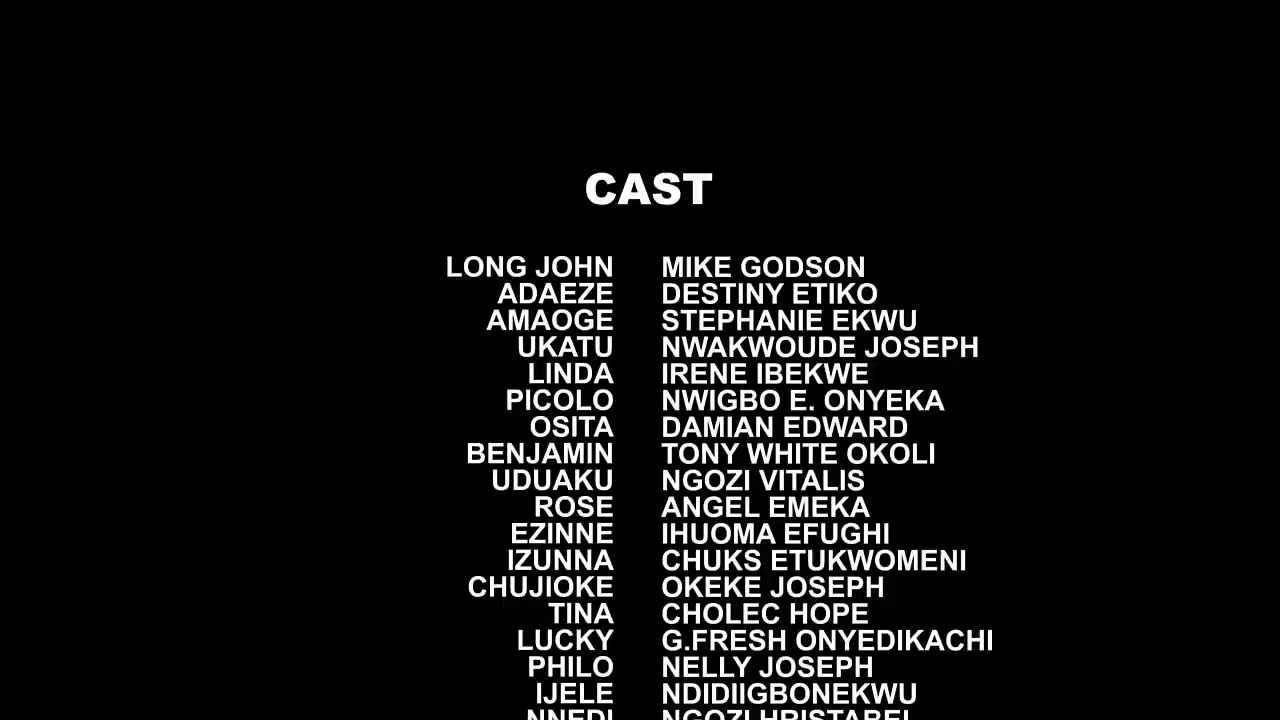 CAST
LONG JOHN MIKE GODSON
ADAEZE DESTINY ETIKO
AMAOGE STEPHANIE EKWU
UKATU NWAKWOUDE JOSEPH
LINDA IRENE IBEKWE
PICOLO NWIGBO E. ONYEKA
OSITA DAMIAN EDWARD
BENJAMIN TONY WHITE OKOLI
UDUAKU NGOZI VITALIS
ROSE ANGEL EMEKA
EZINNE IHUOMA EFUGHI
IZUNNA CHUKS ETUKWOMENI
CHUJIOKE OKEKE JOSEPH
TINA CHOLEC HOPE
LUCKY G.FRESH ONYEDIKACHI
PHILO NELLY JOSEPH
IJELE NDIDIIGBONEKWU
NGOZI